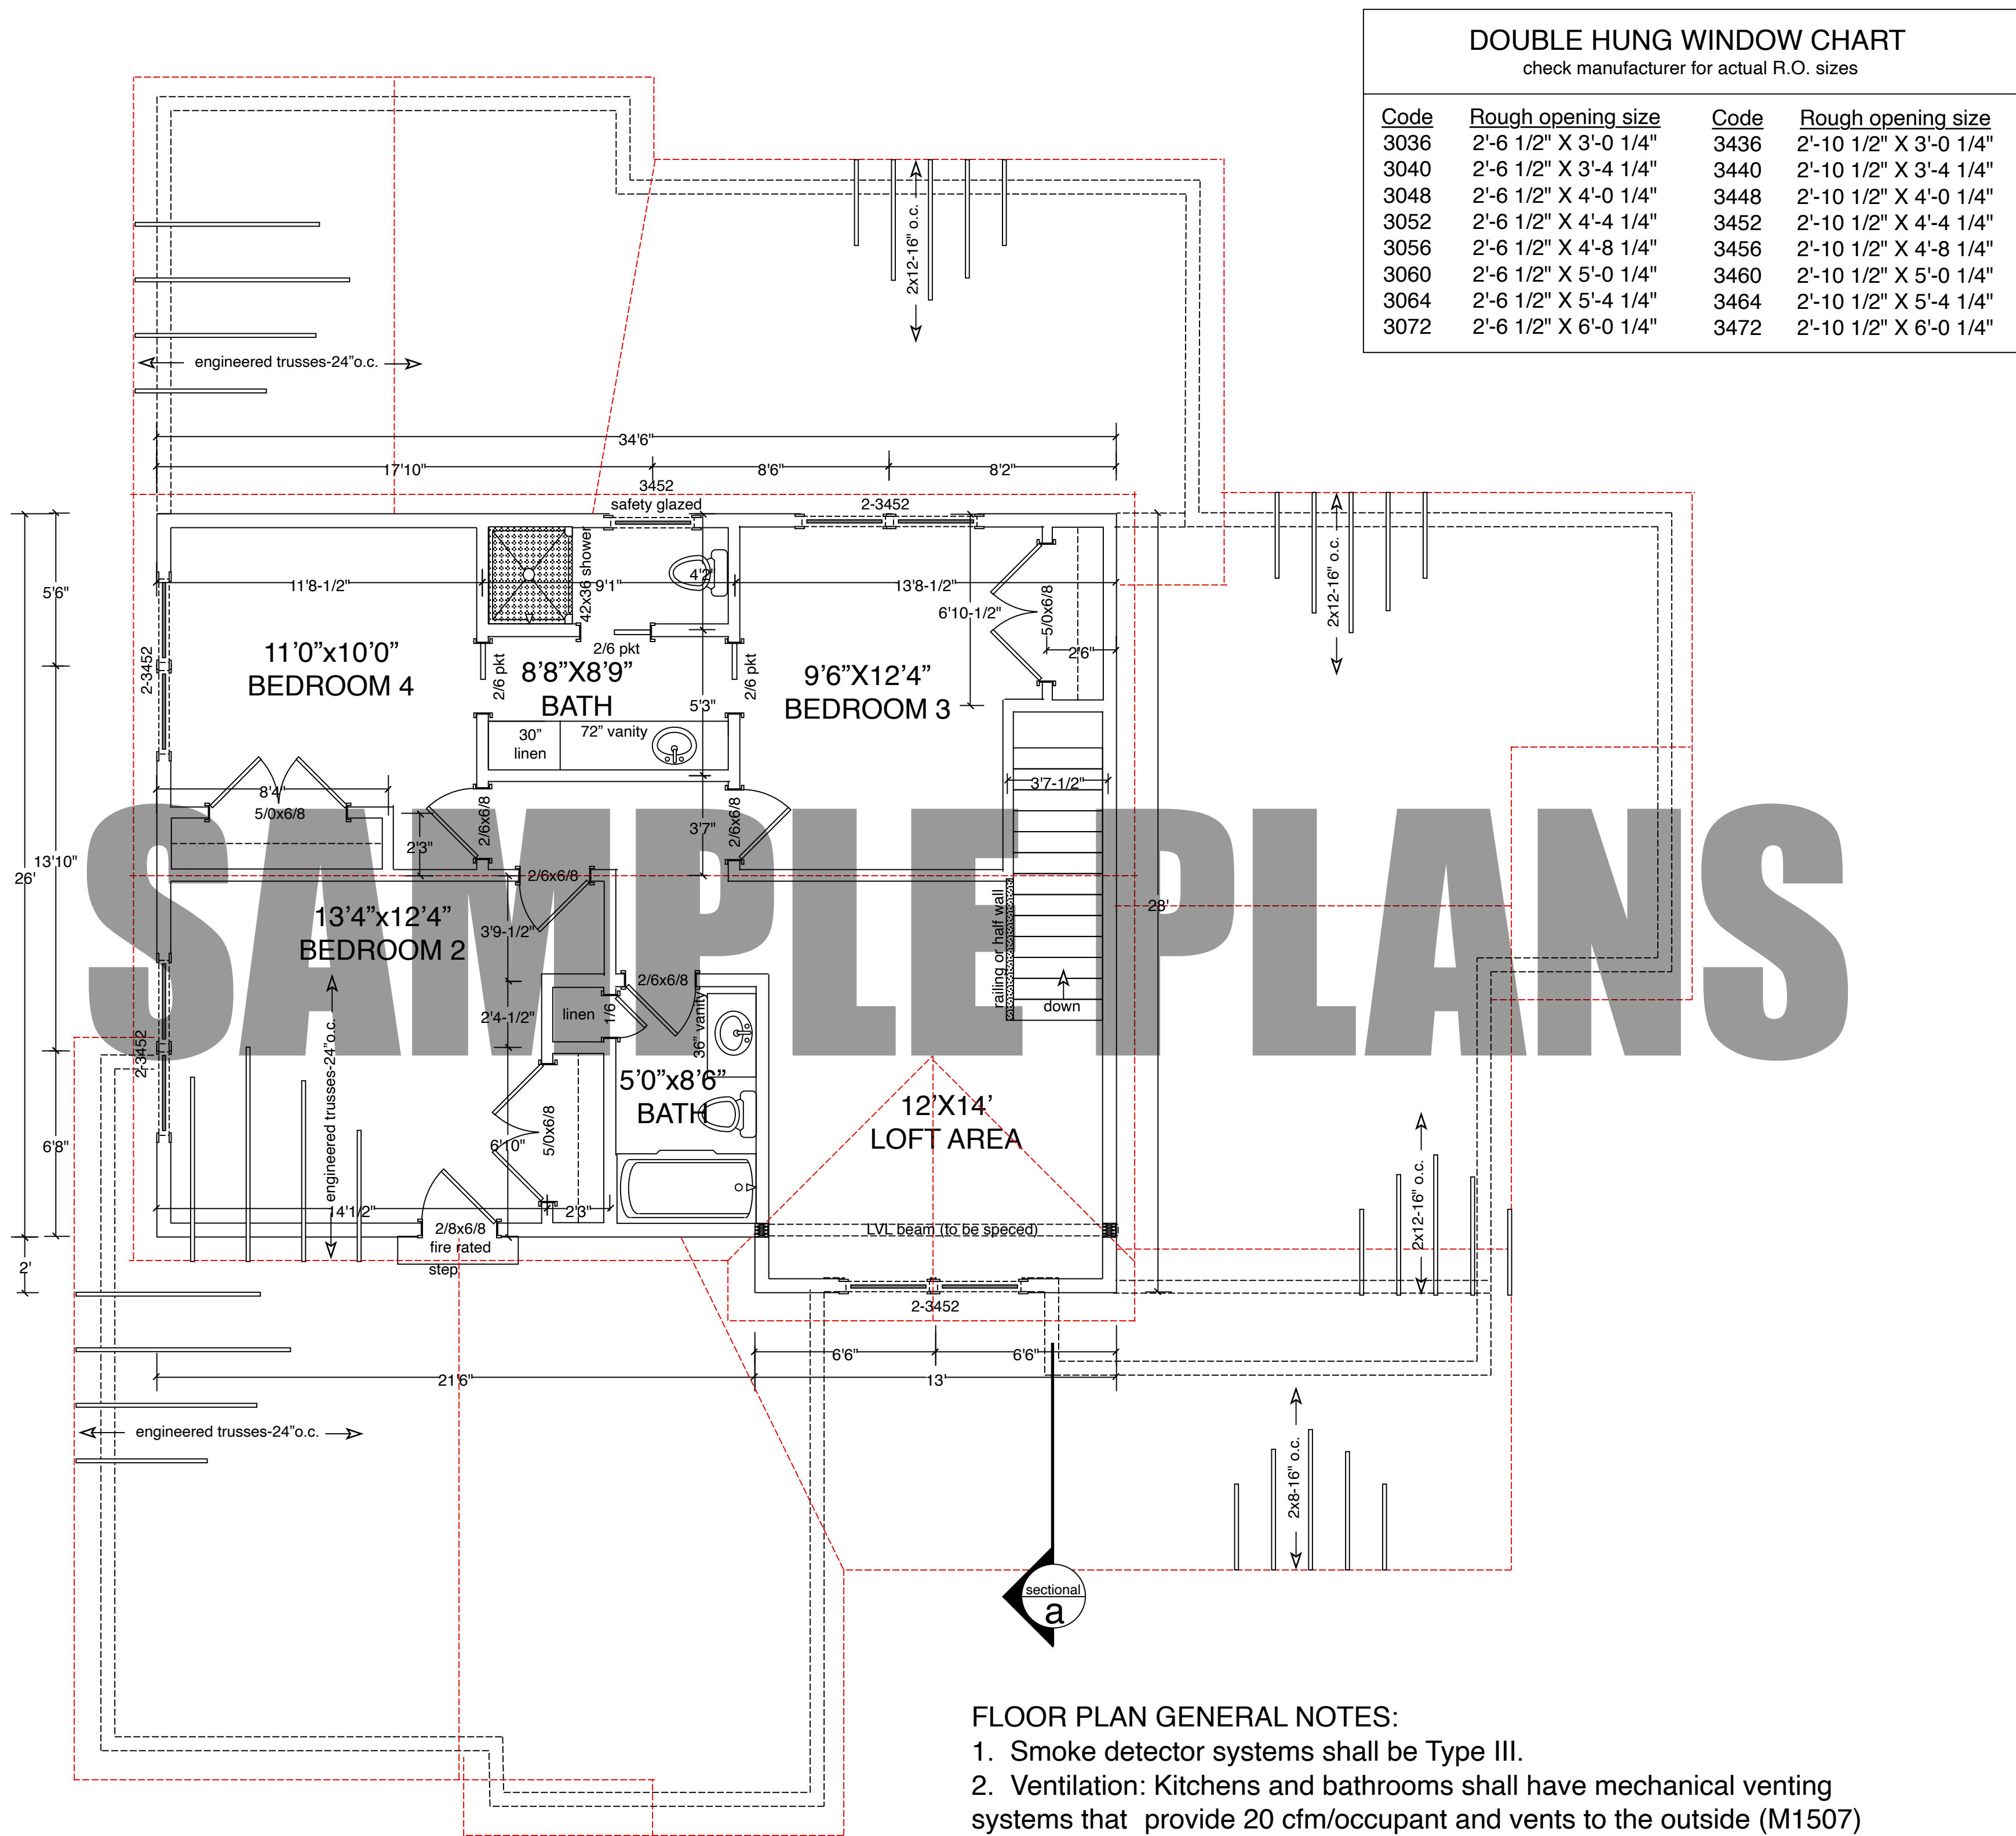 DOUBLE HUNG WINDOW CHART
check manufacturer for actual R.O. sizes
Code Rough opening size Code Rough opening size
3036 2'-6 1/2" X 3'-0 1/4" 3436 2'-10 1/2" X 3'-0 1/4"
3040 2'-6 1/2" X 3'-4 1/4" 3440 2'-10 1/2" X 3'-4 1/4"
3048 2'-6 1/2" X 4'-0 1/4" 3448 2'-10 1/2" X 4'-0 1/4"
3052 2'-6 1/2" X 4'-4 1/4" 3452 2'-10 1/2" X 4'-4 1/4"
3056 2'-6 1/2" X 4'-8 1/4" 3456 2'-10 1/2" X 4'-8 1/4"
3060 2'-6 1/2" X 5'-0 1/4" 3460 2'-10 1/2" X 5'-0 1/4"
3064 2'-6 1/2" X 5'-4 1/4" 3464 2'-10 1/2" X 5'-4 1/4"
3072 2'-6 1/2" X 6'-0 1/4" 3472 2'-10 1/2" X 6'-0 1/4"
2x12-16" o.c.
engineered trusses-24”o.c.
34'6"
17'10" 8'6" 8'2"
3452
safety glazed
2-3452
2x12-16" o.c.
5'6"
11'8-1/2"
42x36 shower
9'1"
4'2"
13'8-1/2"
6'10-1/2"
5/0x6/8
2'6"
2-3452
11’0”x10’0”
BEDROOM 4
2/6 pkt
2/6 pkt
8’8”X8’9”
BATH
2/6 pkt
9’6”X12’4”
BEDROOM 3
5'3"
30”
linen
72” vanity
3'7-1/2"
8'4"
5/0x6/8
2/6x6/8
2/6x6/8
3'7"
2'3"
SAMPLE PLANS
13'10"
26'
2/6x6/8
13’4”x12’4”
BEDROOM 2
3'9-1/2"
28'
railing or half wall
2/6x6/8
down
linen
1/6
36” vanity
2'4-1/2"
2-3452
engineered trusses-24”o.c.
5’0”x8’6”
BATH
12’X14’
LOFT AREA
6'8"
6'10"
5/0x6/8
2x12-16" o.c.
14'1/2"
2'3"
2/8x6/8
fire rated
step
LVL beam (to be speced)
2'
2-3452
6'6" 6'6"
21'6" 13'
engineered trusses-24”o.c.
2x8-16" o.c.
sectional
a
FLOOR PLAN GENERAL NOTES:
1. Smoke detector systems shall be Type III.
2. Ventilation: Kitchens and bathrooms shall have mechanical venting
systems that provide 20 cfm/occupant and vents to the outside (M1507)